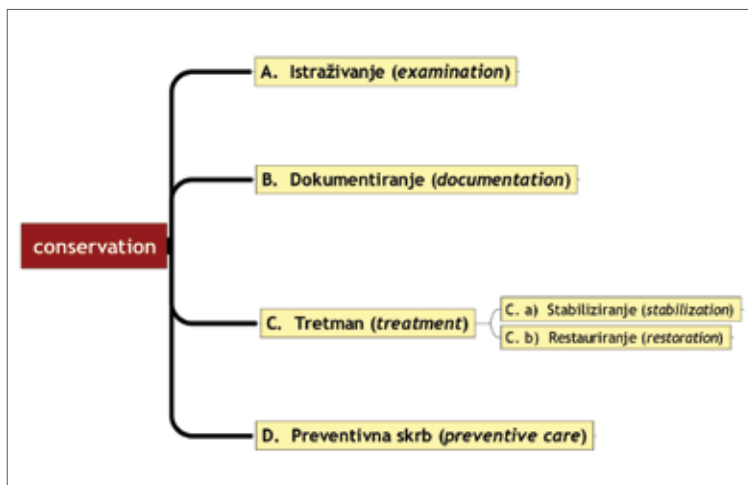 A. Istraživanje (examination)
B. Dokumentiranje (documentation)
conservation
C. Tretman (treatment)
C. a) Stabiliziranje (stabilization)
C. b) Restauriranje (restoration)
D. Preventivna skrb (preventive care)